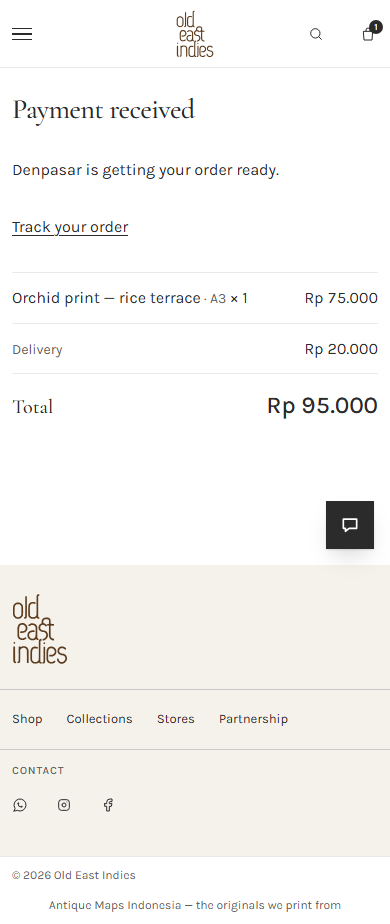 old
east
indies
1
Payment received
Denpasar is getting your order ready.
Track your order
Orchid print — rice terrace · A3 × 1 Rp 75.000
Delivery Rp 20.000
Total Rp 95.000
old
east
indies
Shop Collections Stores Partnership
CONTACT
© 2026 Old East Indies
Antique Maps Indonesia — the originals we print from